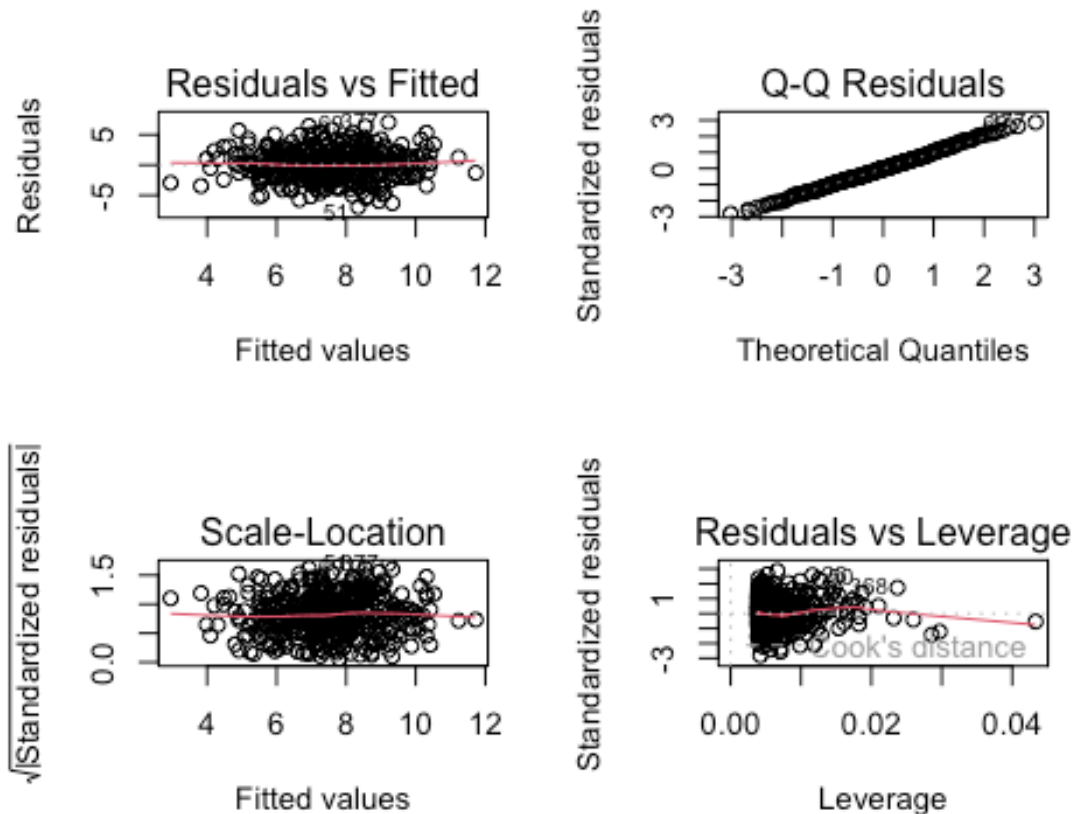 Residuals vs Fitted
Residuals
5
-5
4 6 8 10 12
Fitted values
Q-Q Residuals
Standardized residuals
3
0
-3
-3 -1 0 1 2 3
Theoretical Quantiles
Scale-Location
√|Standardized residuals|
1.5
0.0
4 6 8 10 12
Fitted values
Residuals vs Leverage
Standardized residuals
1
-3
Cook's distance
0.00 0.02 0.04
Leverage